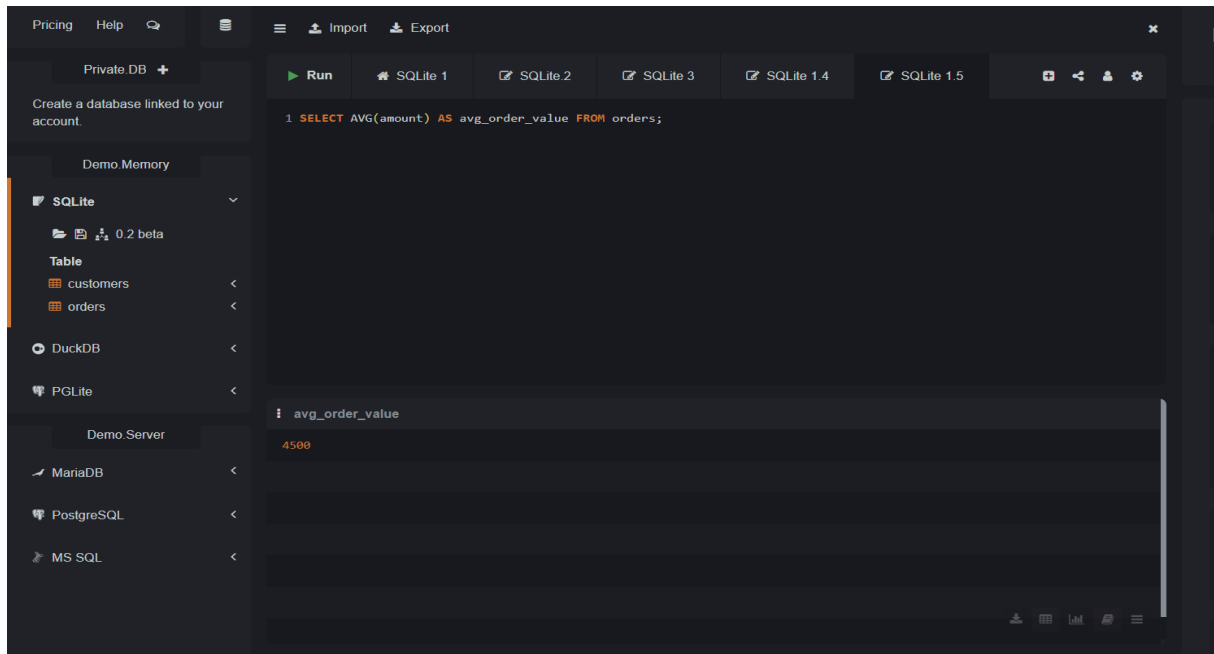 Pricing Help
Import Export
Private.DB
Create a database linked to your
account.
Demo.Memory
SQLite
0.2 beta
Table
customers
orders
DuckDB
PGLite
Demo.Server
MariaDB
PostgreSQL
MS SQL
Run SQLite 1 SQLite.2 SQLite 3 SQLite 1.4 SQLite 1.5
1 SELECT AVG(amount) AS avg_order_value FROM orders;
avg_order_value
4500